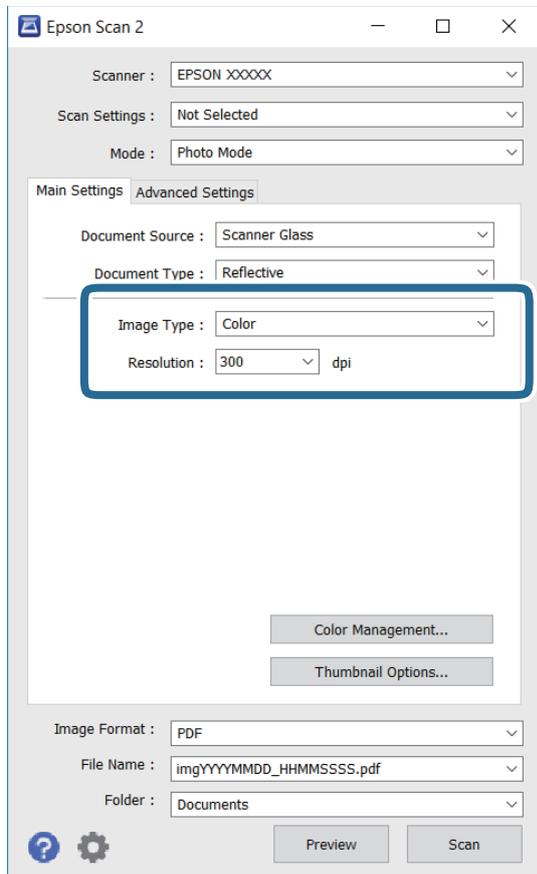 Epson Scan 2
Scanner : EPSON XXXXX
Scan Settings : Not Selected
Mode : Photo Mode
Main Settings Advanced Settings
Document Source : Scanner Glass
Document Type : Reflective
Image Type : Color
Resolution : 300 dpi
Color Management...
Thumbnail Options...
Image Format : PDF
File Name : imgYYYYMMDD_HHMMSSSS.pdf
Folder : Documents
? Preview Scan